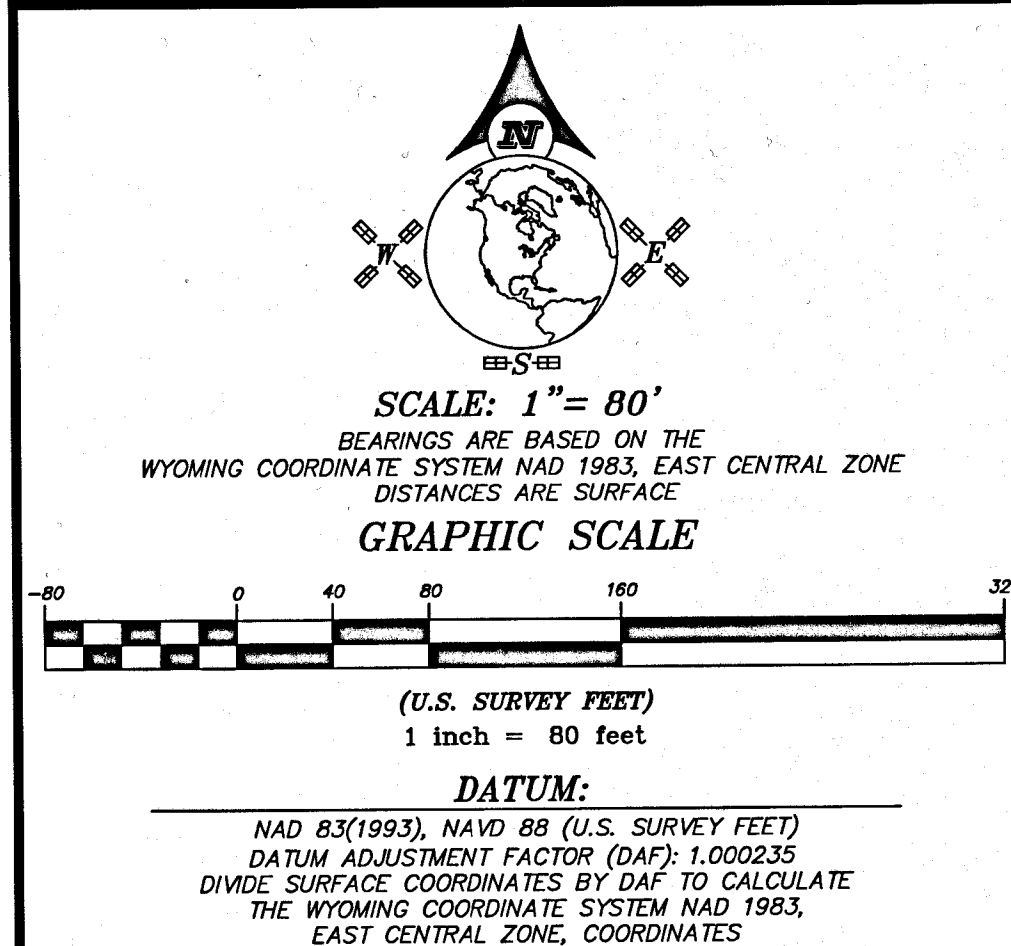 N
W
E
S
SCALE: 1"= 80'
BEARINGS ARE BASED ON THE
WYOMING COORDINATE SYSTEM NAD 1983, EAST CENTRAL ZONE
DISTANCES ARE SURFACE
GRAPHIC SCALE
-80 0 40 80 160 32
(U.S. SURVEY FEET)
1 inch = 80 feet
DATUM:
NAD 83(1993), NAVD 88 (U.S. SURVEY FEET)
DATUM ADJUSTMENT FACTOR (DAF): 1.000235
DIVIDE SURFACE COORDINATES BY DAF TO CALCULATE
THE WYOMING COORDINATE SYSTEM NAD 1983,
EAST CENTRAL ZONE, COORDINATES